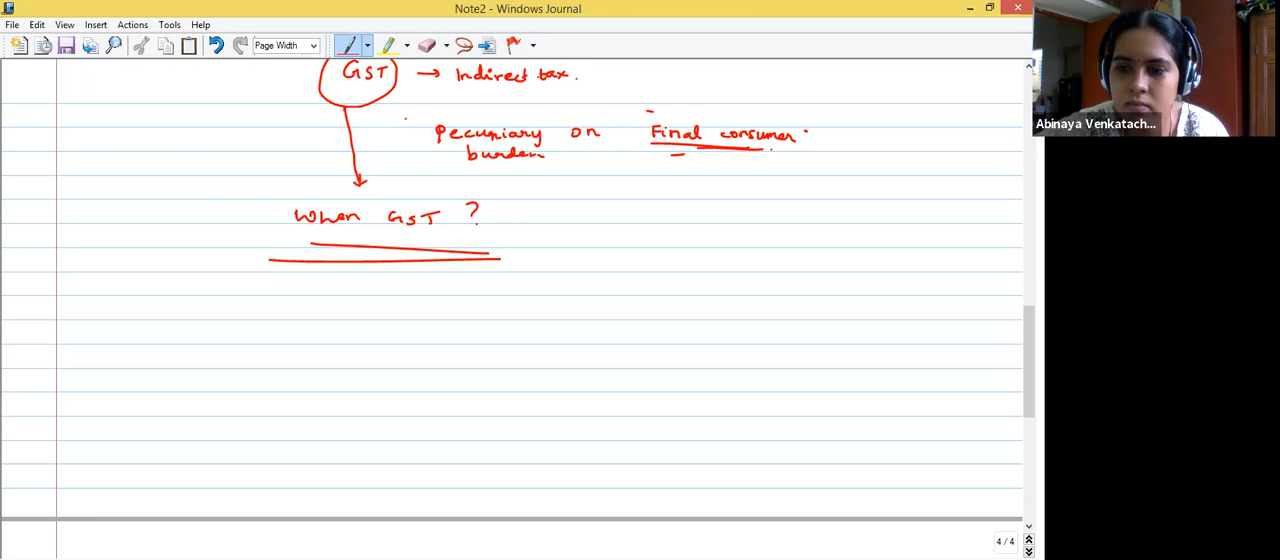 Note2 - Windows Journal
File Edit View Insert Actions Tools Help
Page Width
GST → Indirect tax.
Pecuniary on Final consumer.
burden
When GST ?
4 / 4
Abinaya Venkatach...